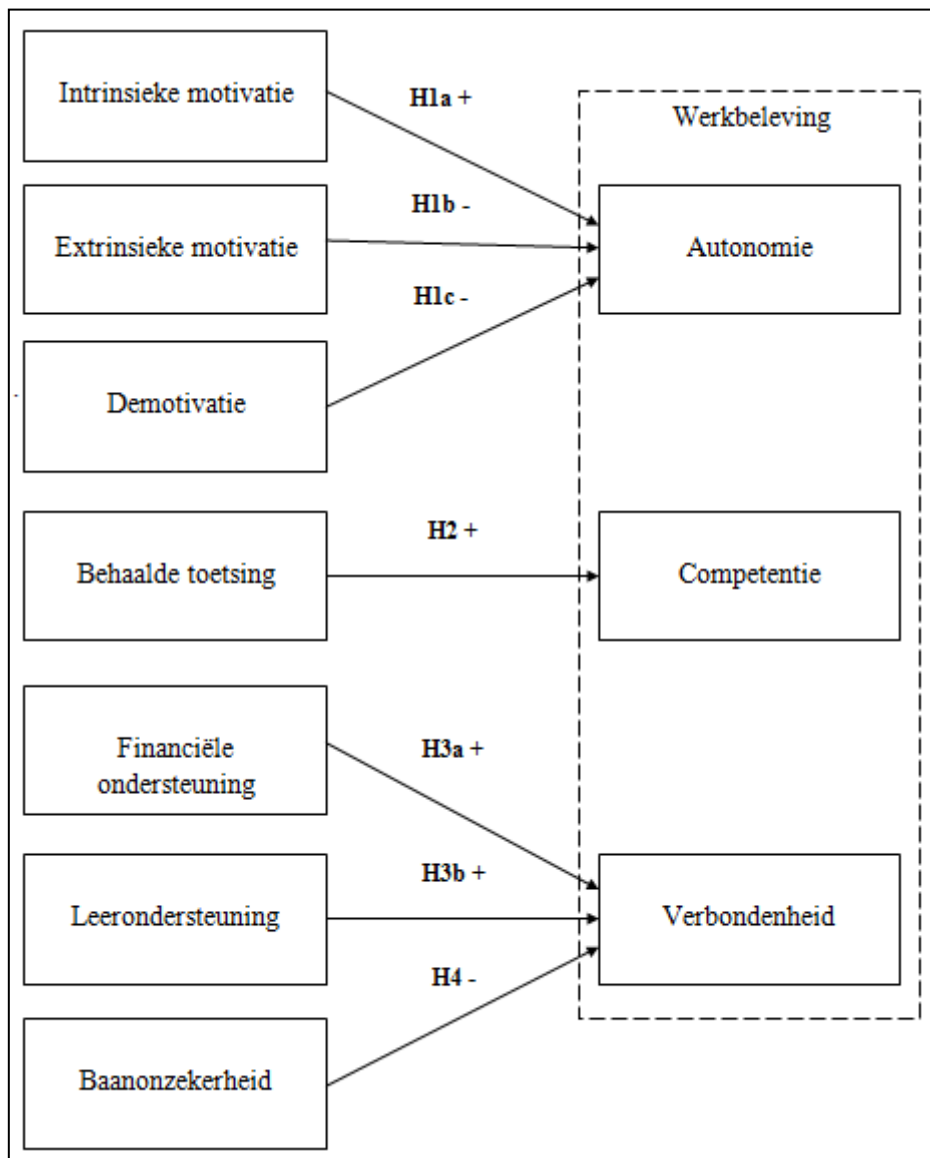 Intrinsieke motivatie
H1a +
Werkbeleving
Extrinsieke motivatie
H1b -
Autonomie
H1c -
Demotivatie
Behaalde toetsing
H2 +
Competentie
Financiële
ondersteuning
H3a +
Leerondersteuning
H3b +
Verbondenheid
H4 -
Baanonzekerheid